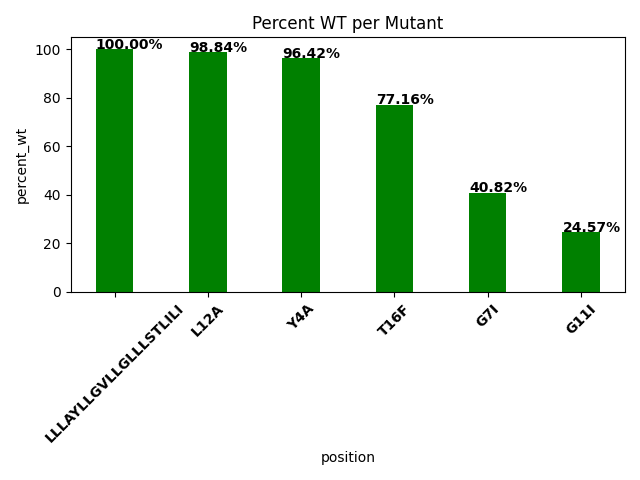 Percent WT per Mutant
100.00%
98.84%
96.42%
77.16%
40.82%
24.57%
percent_wt
100
80
60
40
20
0
LLLAYLLGVLLGLLLSTLILI
L12A
Y4A
T16F
G7I
G11I
position